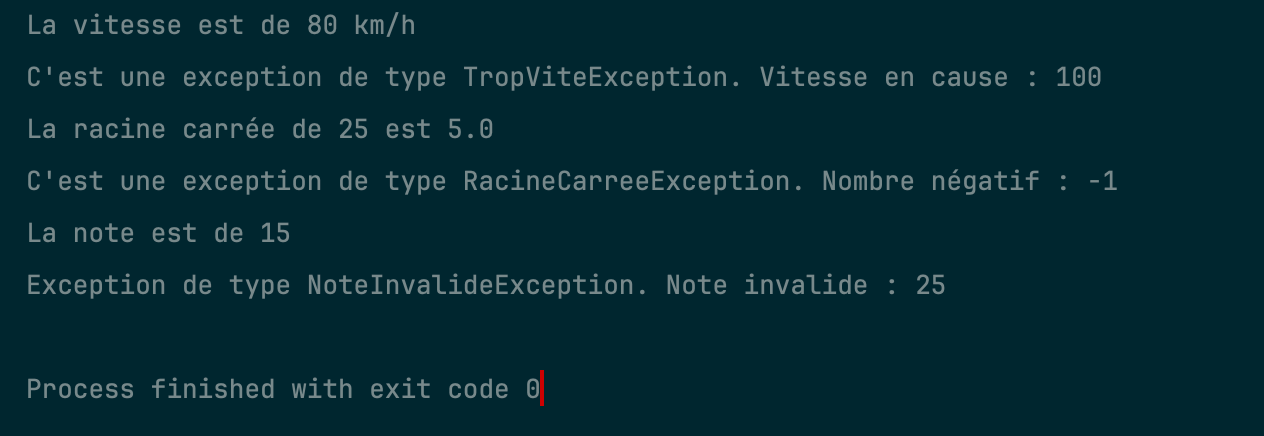 La vitesse est de 80 km/h
C'est une exception de type TropViteException. Vitesse en cause : 100
La racine carrée de 25 est 5.0
C'est une exception de type RacineCarreeException. Nombre négatif : -1
La note est de 15
Exception de type NoteInvalideException. Note invalide : 25
Process finished with exit code 0